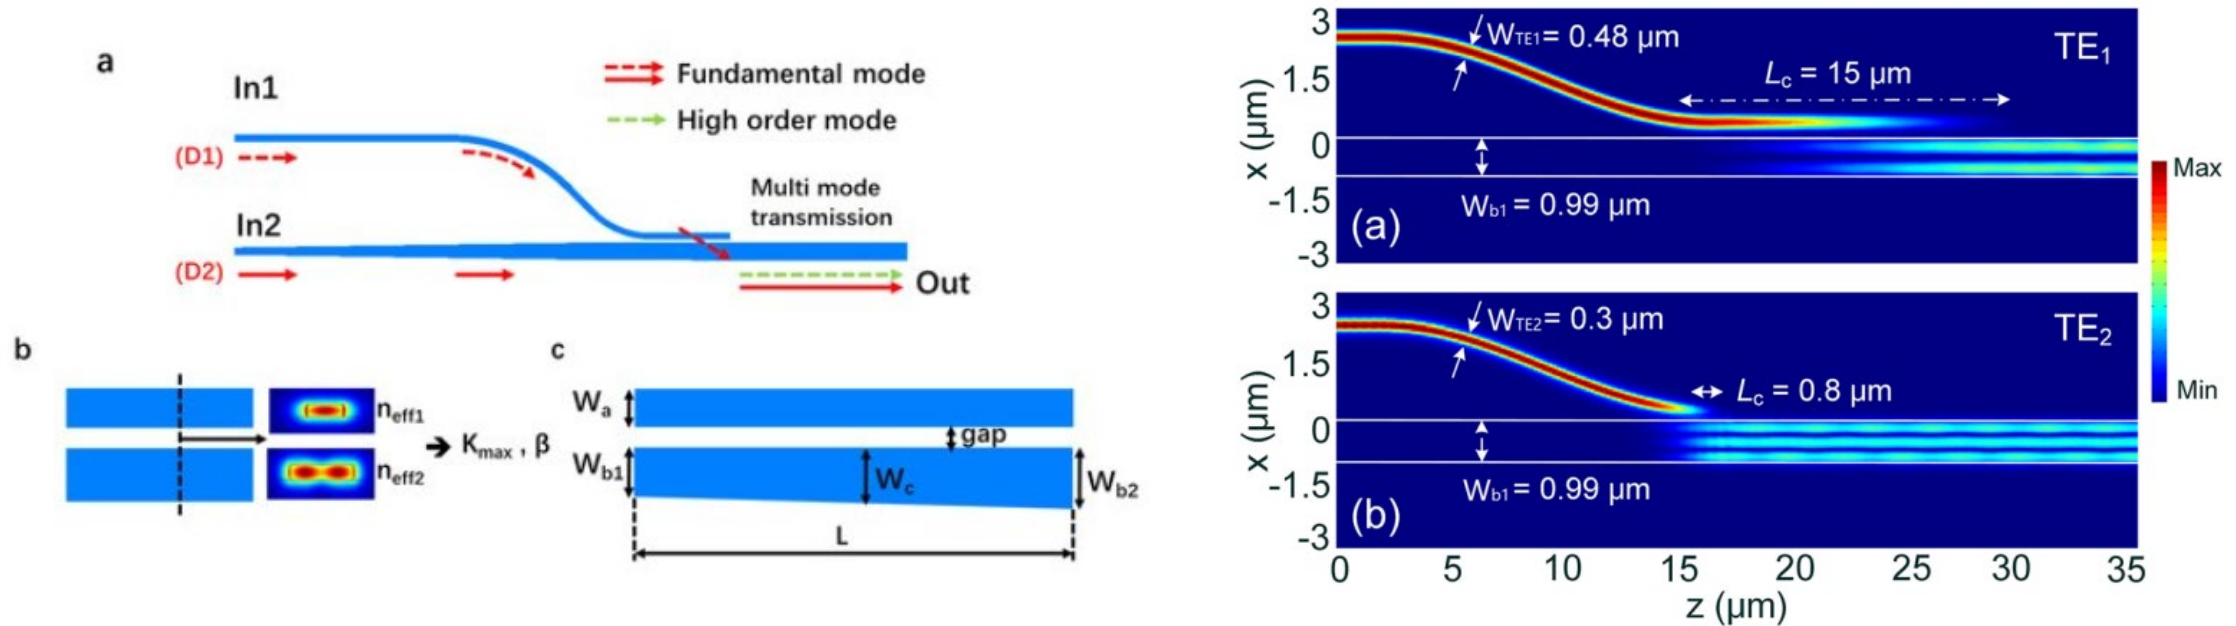 a
In1
(D1)
In2
(D2)
Fundamental mode
High order mode
Multi mode
transmission
Out
b
neff1
neff2
Kmax , β
c
Wa
gap
Wb1
Wc
Wb2
L
3
1.5
0
-1.5
-3
x (µm)
WTE1= 0.48 µm
TE1
Lc = 15 µm
Wb1 = 0.99 µm
(a)
3
1.5
0
-1.5
-3
x (µm)
WTE2= 0.3 µm
TE2
Lc = 0.8 µm
Wb1 = 0.99 µm
(b)
0 5 10 15 20 25 30 35
z (µm)
Max
Min